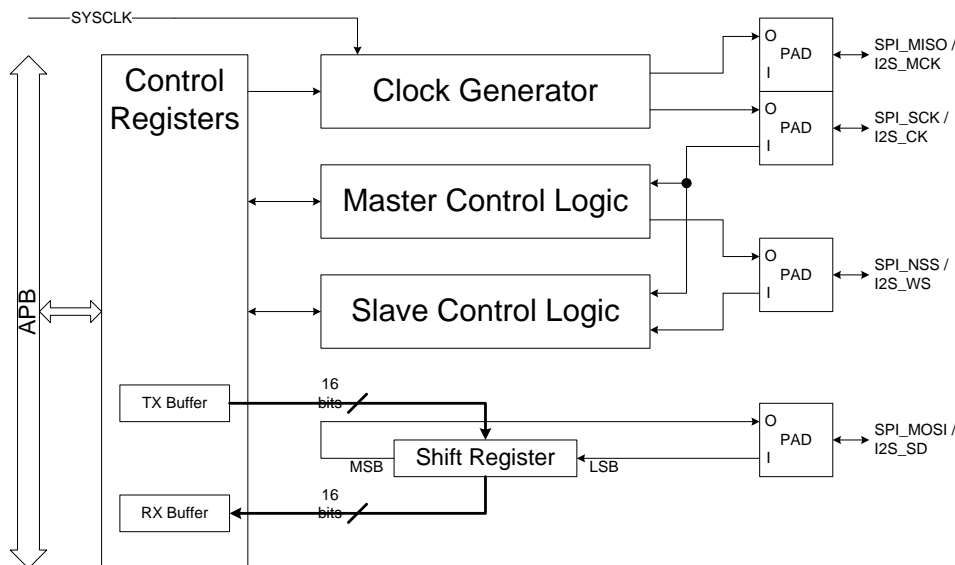 SYSCLK
Control
Registers
Clock Generator
O
I
PAD
SPI_MISO /
I2S_MCK
O
I
PAD
SPI_SCK /
I2S_CK
Master Control Logic
Slave Control Logic
O
I
PAD
SPI_NSS /
I2S_WS
APB
TX Buffer
16
bits
MSB
Shift Register
LSB
O
I
PAD
SPI_MOSI /
I2S_SD
RX Buffer
16
bits